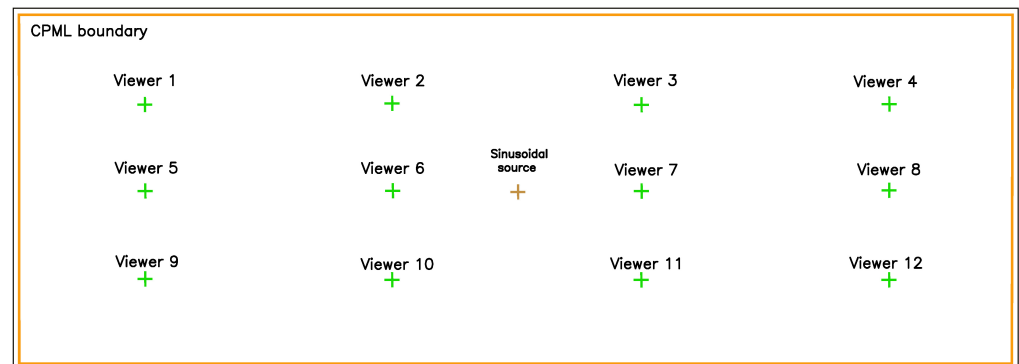 CPML boundary
Viewer 1
Viewer 2
Viewer 3
Viewer 4
Viewer 5
Viewer 6
Sinusoidal
source
Viewer 7
Viewer 8
Viewer 9
Viewer 10
Viewer 11
Viewer 12